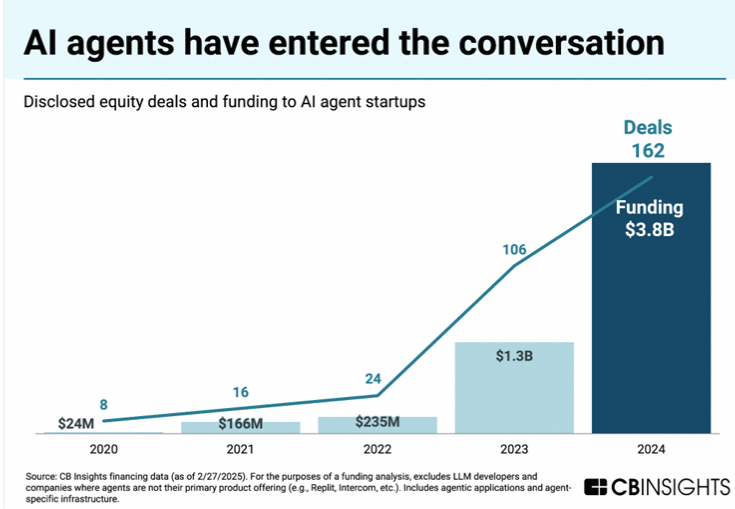 AI agents have entered the conversation
Disclosed equity deals and funding to AI agent startups
Deals
162
Funding
$3.8B
106
$1.3B
24
$235M
16
$166M
8
$24M
2020
2021
2022
2023
2024
Source: CB Insights financing data (as of 2/27/2025). For the purposes of a funding analysis, excludes LLM developers and
companies where agents are not their primary product offering (e.g., Replit, Intercom, etc.). Includes agentic applications and agent-
specific infrastructure.
CBINSIGHTS